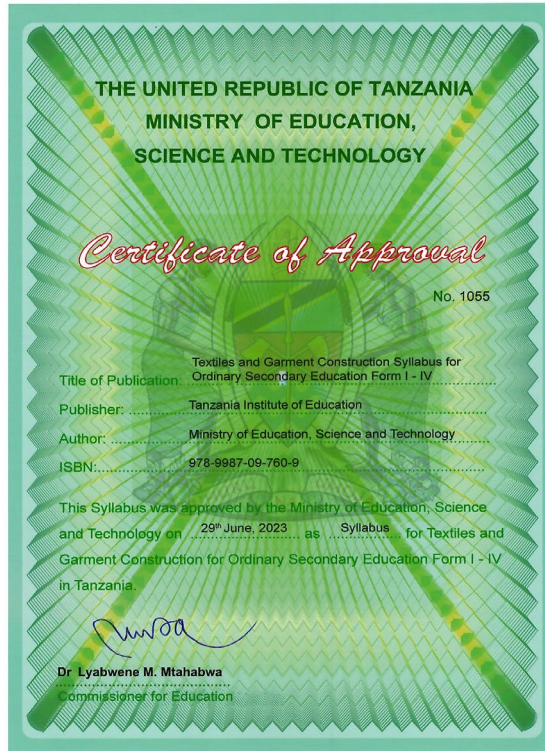 THE UNITED REPUBLIC OF TANZANIA
MINISTRY OF EDUCATION,
SCIENCE AND TECHNOLOGY
Certificate of Approval
No. 1055
Textiles and Garment Construction Syllabus for
Title of Publication: Ordinary Secondary Education Form I - IV
Publisher: Tanzania Institute of Education
Author: Ministry of Education, Science and Technology
ISBN: 978-9987-09-760-9
This Syllabus was approved by the Ministry of Education, Science
and Technology on 29th June, 2023 as Syllabus for Textiles and
Garment Construction for Ordinary Secondary Education Form I - IV
in Tanzania.
Dr Lyabwene M. Mtahabwa
Commissioner for Education